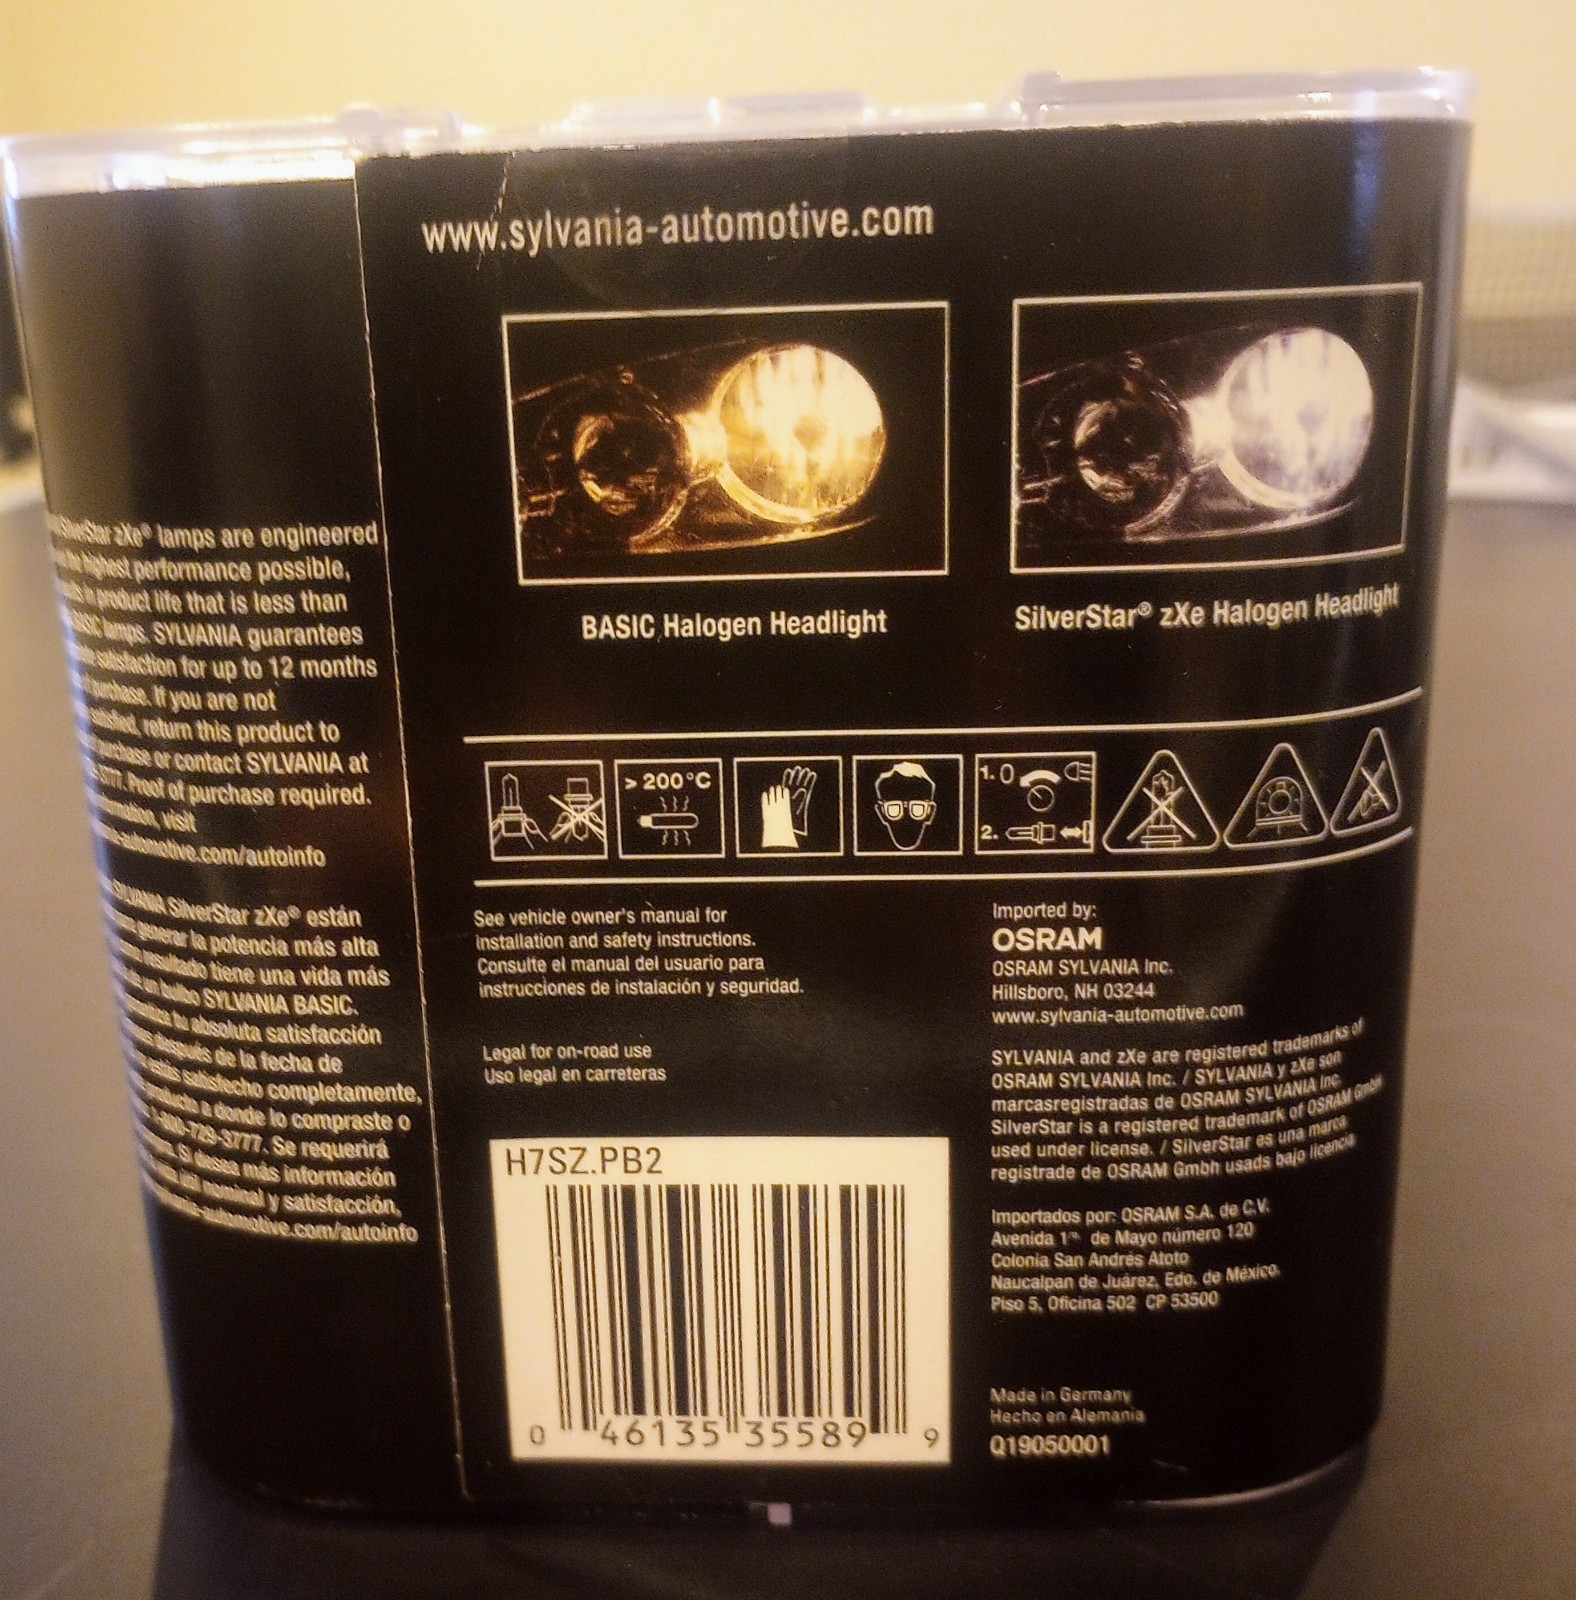 www.sylvania-automotive.com
BASIC Halogen Headlight
SilverStar® zXe Halogen Headlight
SilverStar zXe® lamps are engineered
highest performance possible,
in product life that is less than
lamps. SYLVANIA guarantees
satisfaction for up to 12 months
purchase. If you are not
satisfied, return this product to
purchase or contact SYLVANIA at
Proof of purchase required.
visit
automotive.com/autoinfo
SilverStar zXe® están
generar la potencia más alta
resultado tiene una vida más
bulbo SYLVANIA BASIC.
tu absoluta satisfacción
después de la fecha de
satisfecho completamente,
a donde lo compraste o
729-3777. Se requerirá
Si desea más información
nominal y satisfacción,
automotive.com/autoinfo
> 200°C
1. 0
2.
See vehicle owner's manual for
installation and safety instructions.
Consulte el manual del usuario para
instrucciones de instalación y seguridad.
Legal for on-road use
Uso legal en carreteras
H7SZ.PB2
0 46135 35589 9
Imported by:
OSRAM
OSRAM SYLVANIA Inc.
Hillsboro, NH 03244
www.sylvania-automotive.com
SYLVANIA and zXe are registered trademarks of
OSRAM SYLVANIA Inc. / SYLVANIA y zXe son
marcasregistradas de OSRAM SYLVANIA Inc.
SilverStar is a registered trademark of OSRAM GmbH
used under license. / SilverStar es una marca
registrade de OSRAM Gmbh usads bajo licencia
Importados por: OSRAM S.A. de C.V.
Avenida 1ro de Mayo número 120
Colonia San Andrés Atoto
Naucalpan de Juárez, Edo. de México.
Piso 5, Oficina 502 CP 53500
Made in Germany
Hecho en Alemania
Q19050001